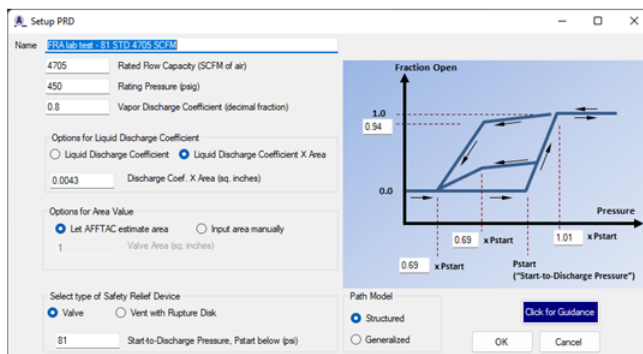 Setup PRD
Name FRA lab test - 81 STD 4705 SCFM
4705 Rated Flow Capacity (SCFM of air)
450 Rating Pressure (psig)
0.8 Vapor Discharge Coefficient (decimal fraction)
Options for Liquid Discharge Coefficient
Liquid Discharge Coefficient Liquid Discharge Coefficient X Area
0.0043 Discharge Coef. X Area (sq. inches)
Options for Area Value
Let AFFTAC estimate area Input area manually
1 Valve Area (sq. inches)
Select type of Safety Relief Device
Valve Vent with Rupture Disk
81 Start-to-Discharge Pressure, Pstart below (psi)
Fraction Open
1.0
0.94
0.0
Pressure
0.69 x Pstart
1.01 x Pstart
0.69 x Pstart
Pstart
("Start-to-Discharge Pressure")
Path Model
Structured
Generalized
Click for Guidance
OK Cancel